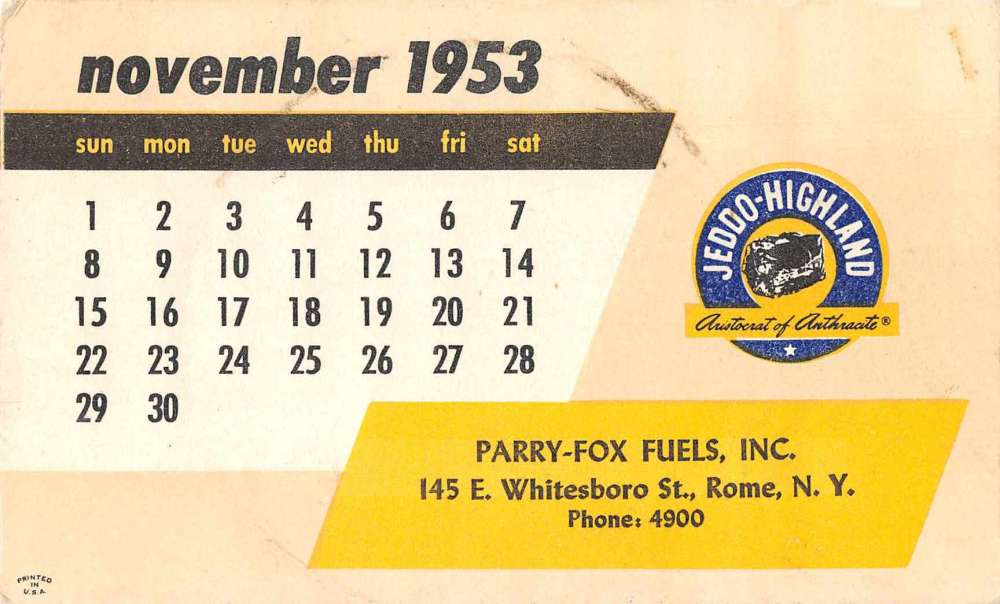 november 1953
sun mon tue wed thu fri sat
1 2 3 4 5 6 7
8 9 10 11 12 13 14
15 16 17 18 19 20 21
22 23 24 25 26 27 28
29 30
JEDDO-HIGHLAND
Aristocrat of Anthracite ®
PARRY-FOX FUELS, INC.
145 E. Whitesboro St., Rome, N. Y.
Phone: 4900
PRINTED
IN
U.S.A.